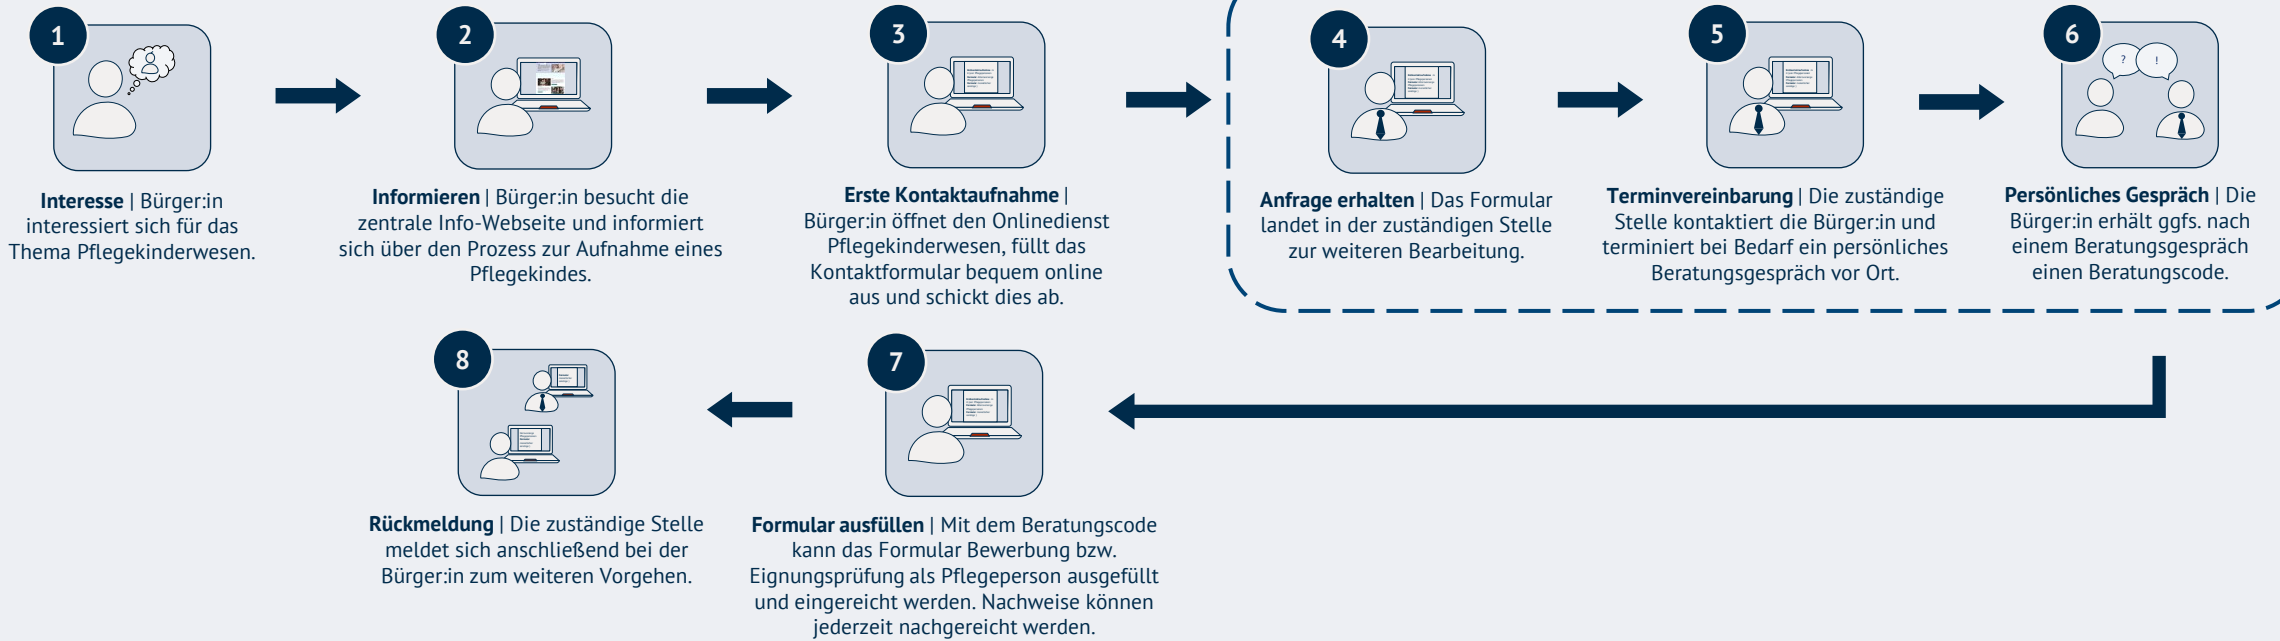 1
Interesse | Bürger:in
interessiert sich für das
Thema Pflegekinderwesen.
2
Informieren | Bürger:in besucht die
zentrale Info-Webseite und informiert
sich über den Prozess zur Aufnahme eines
Pflegekindes.
3
Erste Kontaktaufnahme |
Bürger:in öffnet den Onlinedienst
Pflegekinderwesen, füllt das
Kontaktformular bequem online
aus und schickt dies ab.
4
Anfrage erhalten | Das Formular
landet in der zuständigen Stelle
zur weiteren Bearbeitung.
5
Terminvereinbarung | Die zuständige
Stelle kontaktiert die Bürger:in und
terminiert bei Bedarf ein persönliches
Beratungsgespräch vor Ort.
6
? !
Persönliches Gespräch | Die
Bürger:in erhält ggfs. nach
einem Beratungsgespräch
einen Beratungscode.
7
Formular ausfüllen | Mit dem Beratungscode
kann das Formular Bewerbung bzw.
Eignungsprüfung als Pflegeperson ausgefüllt
und eingereicht werden. Nachweise können
jederzeit nachgereicht werden.
8
Rückmeldung | Die zuständige Stelle
meldet sich anschließend bei der
Bürger:in zum weiteren Vorgehen.